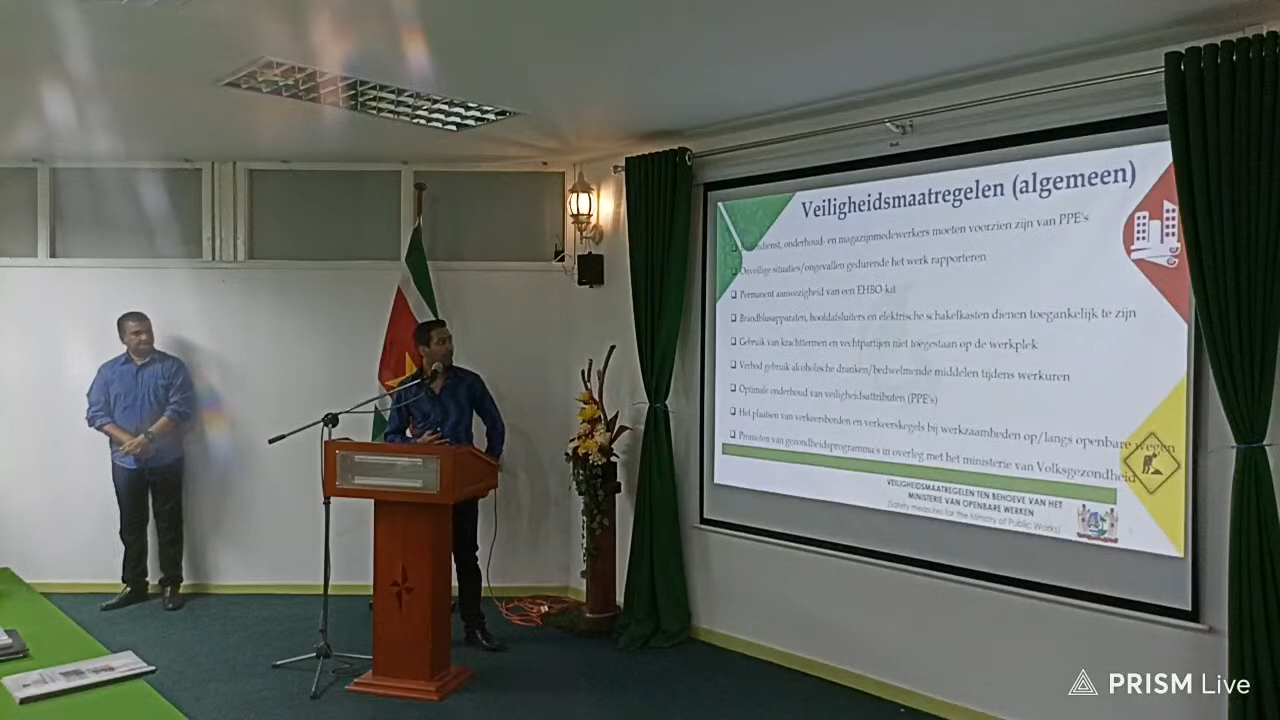 Veiligheidsmaatregelen (algemeen)
onderhoud- en magazijnmedewerkers moeten voorzien zijn van PPE's
Onveilige situaties/ongevallen gedurende het werk rapporteren
Permanent aanwezigheid van een EHBO-kit
Brandblusapparaten, hoofdafsluiters en elektrische schakelkasten dienen toegankelijk te zijn
Gebruik van krachttermen en vechtpartijen niet toegestaan op de werkplek
Verbod gebruik alcoholische dranken/bedwelmende middelen tijdens werkuren
Optimale onderhoud van veiligheidsattributen (PPE's)
Het plaatsen van verkeersborden en verkeerskegels bij werkzaamheden op/langs openbare wegen
Promoten van gezondheidsprogramma's in overleg met het ministerie van Volksgezondheid
VEILIGHEIDSMAATREGELEN TEN BEHOEVE VAN HET
MINISTERIE VAN OPENBARE WERKEN
(Safety measures for the Ministry of Public Works)
PRISM Live